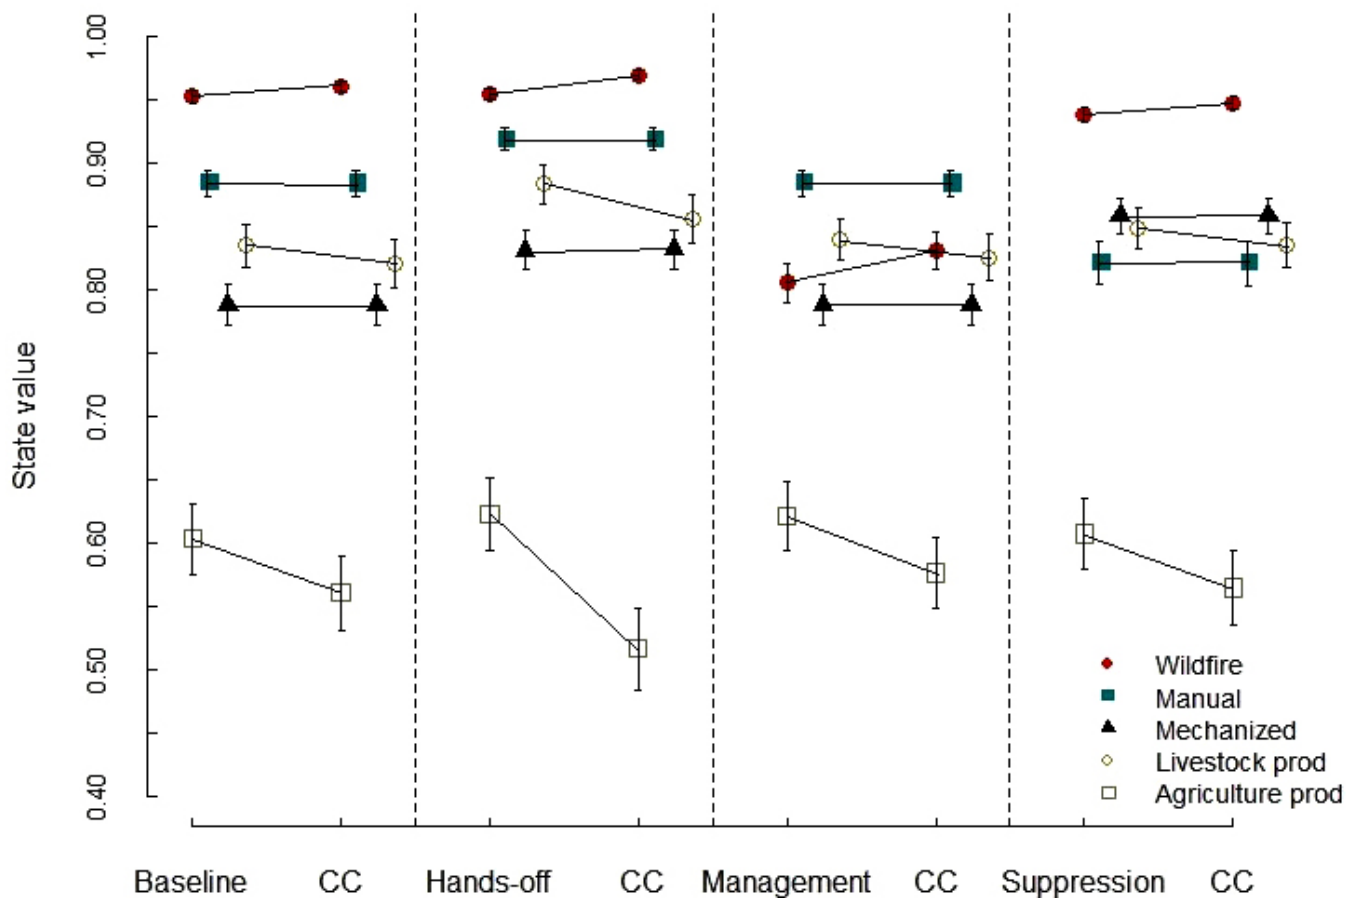 State value
1.00
0.90
0.80
0.70
0.60
0.50
0.40
Wildfire
Manual
Mechanized
Livestock prod
Agriculture prod
Baseline CC Hands-off CC Management CC Suppression CC